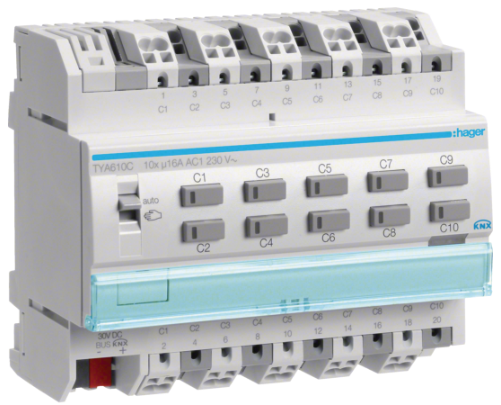 1 3 5 7 9 11 13 15 17 19
C1 C2 C3 C4 C5 C6 C7 C8 C9 C10
:hager
TYA610C 10x µ16A AC1 230 V~
C1 C3 C5 C7 C9
auto
C2 C4 C6 C8 C10
KNX
30V DC C1 C2 C3 C4 C5 C6 C7 C8 C9 C10
BUS KNX 2 4 6 8 10 12 14 16 18 20
- +